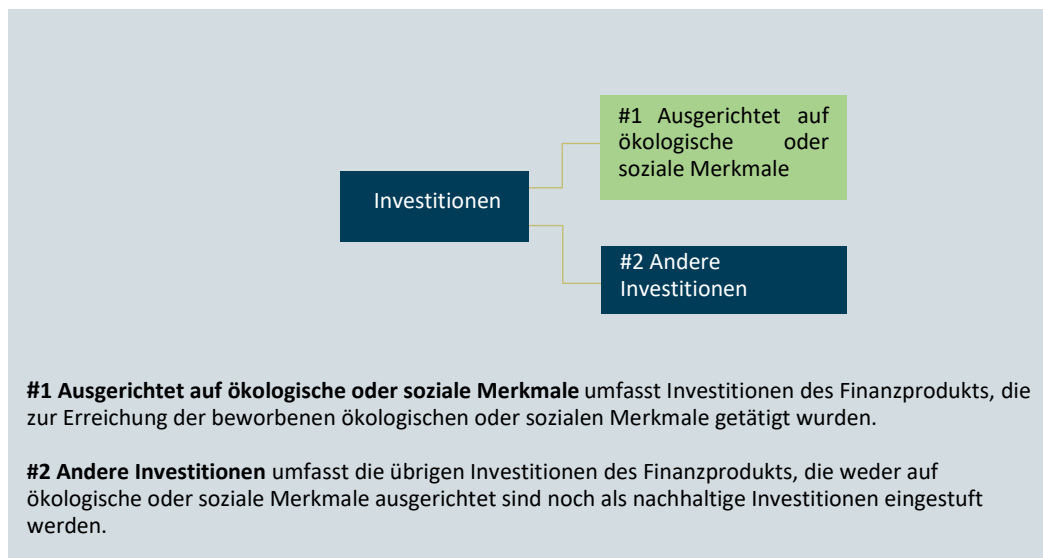 #1 Ausgerichtet auf
ökologische oder
soziale Merkmale
Investitionen
#2 Andere
Investitionen
#1 Ausgerichtet auf ökologische oder soziale Merkmale umfasst Investitionen des Finanzprodukts, die
zur Erreichung der beworbenen ökologischen oder sozialen Merkmale getätigt wurden.
#2 Andere Investitionen umfasst die übrigen Investitionen des Finanzprodukts, die weder auf
ökologische oder soziale Merkmale ausgerichtet sind noch als nachhaltige Investitionen eingestuft
werden.